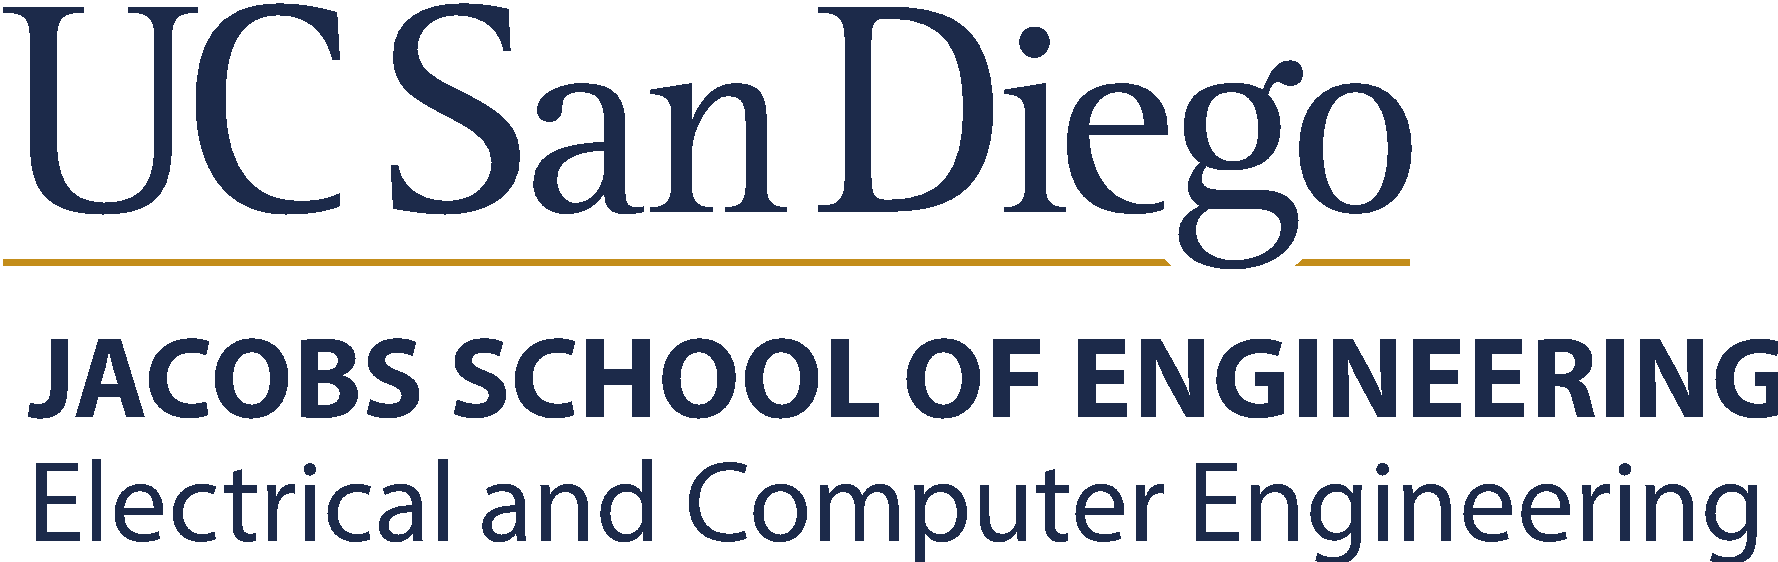 UC San Diego
JACOBS SCHOOL OF ENGINEERING
Electrical and Computer Engineering